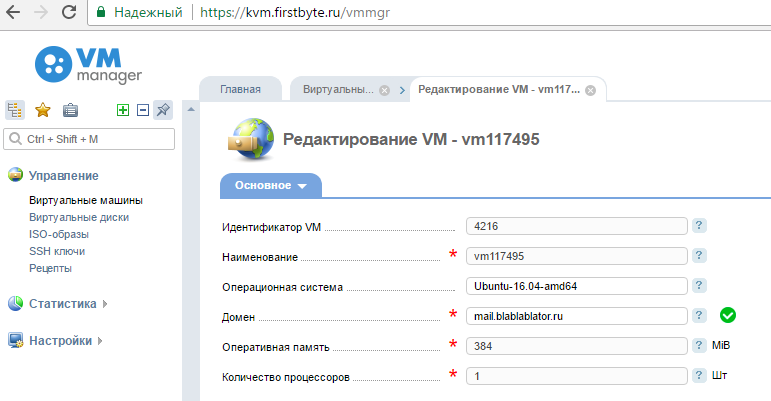 Надежный https://kvm.firstbyte.ru/vmmgr
VM manager
Главная
Виртуальны...
Редактирование VM - vm117...
Ctrl + Shift + M
Редактирование VM - vm117495
Управление
Основное
Виртуальные машины
Виртуальные диски
ISO-образы
SSH ключи
Рецепты
Статистика
Настройки
Идентификатор VM 4216 ?
Наименование * vm117495 ?
Операционная система Ubuntu-16.04-amd64
Домен * mail.blablablator.ru ?
Оперативная память * 384 ? MiB
Количество процессоров * 1 ? Шт